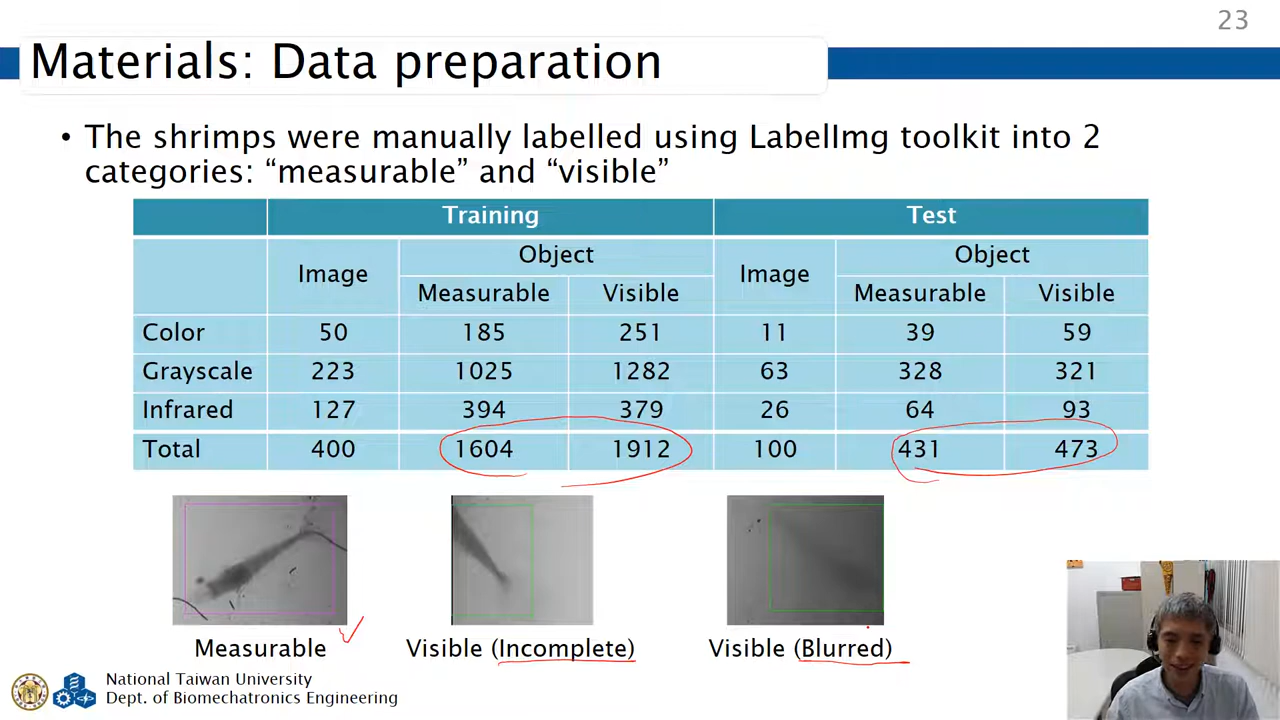 23
Materials: Data preparation
• The shrimps were manually labelled using LabelImg toolkit into 2
categories: “measurable” and “visible”
Training Test
Image Object Image Object
Measurable Visible Measurable Visible
Color 50 185 251 11 39 59
Grayscale 223 1025 1282 63 328 321
Infrared 127 394 379 26 64 93
Total 400 1604 1912 100 431 473
Measurable Visible (Incomplete) Visible (Blurred)
National Taiwan University
Dept. of Biomechatronics Engineering